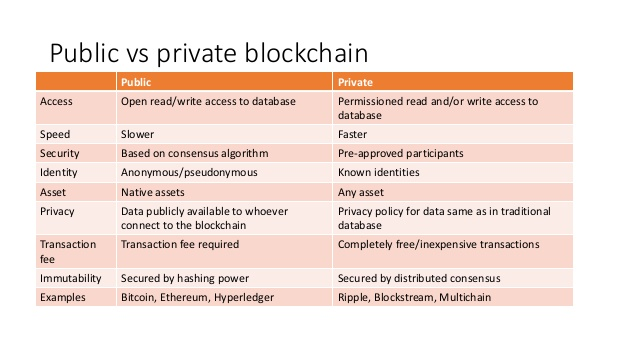 Public vs private blockchain
Public Private
Access Open read/write access to database Permissioned read and/or write access to
database
Speed Slower Faster
Security Based on consensus algorithm Pre-approved participants
Identity Anonymous/pseudonymous Known identities
Asset Native assets Any asset
Privacy Data publicly available to whoever Privacy policy for data same as in traditional
connect to the blockchain database
Transaction Transaction fee required Completely free/inexpensive transactions
fee
Immutability Secured by hashing power Secured by distributed consensus
Examples Bitcoin, Ethereum, Hyperledger Ripple, Blockstream, Multichain